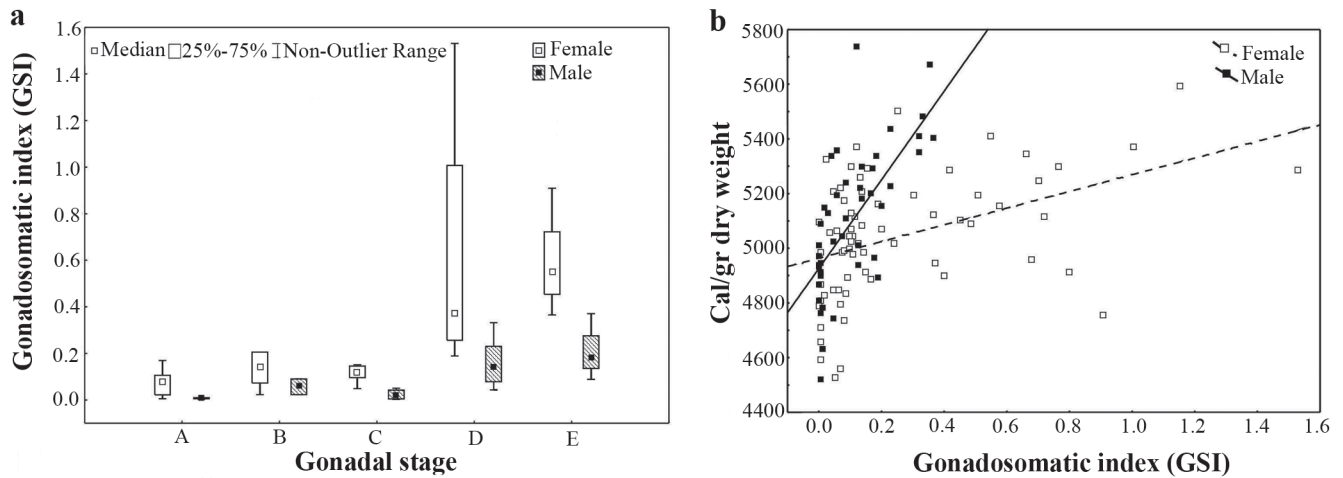 a
Gonadosomatic index (GSI)
1.6
1.4
1.2
1.0
0.8
0.6
0.4
0.2
0.0
Median 25%-75% Non-Outlier Range
Female
Male
A B C D E
Gonadal stage
b
Cal/gr dry weight
5800
5600
5400
5200
5000
4800
4600
4400
Female
Male
0.0 0.2 0.4 0.6 0.8 1.0 1.2 1.4 1.6
Gonadosomatic index (GSI)